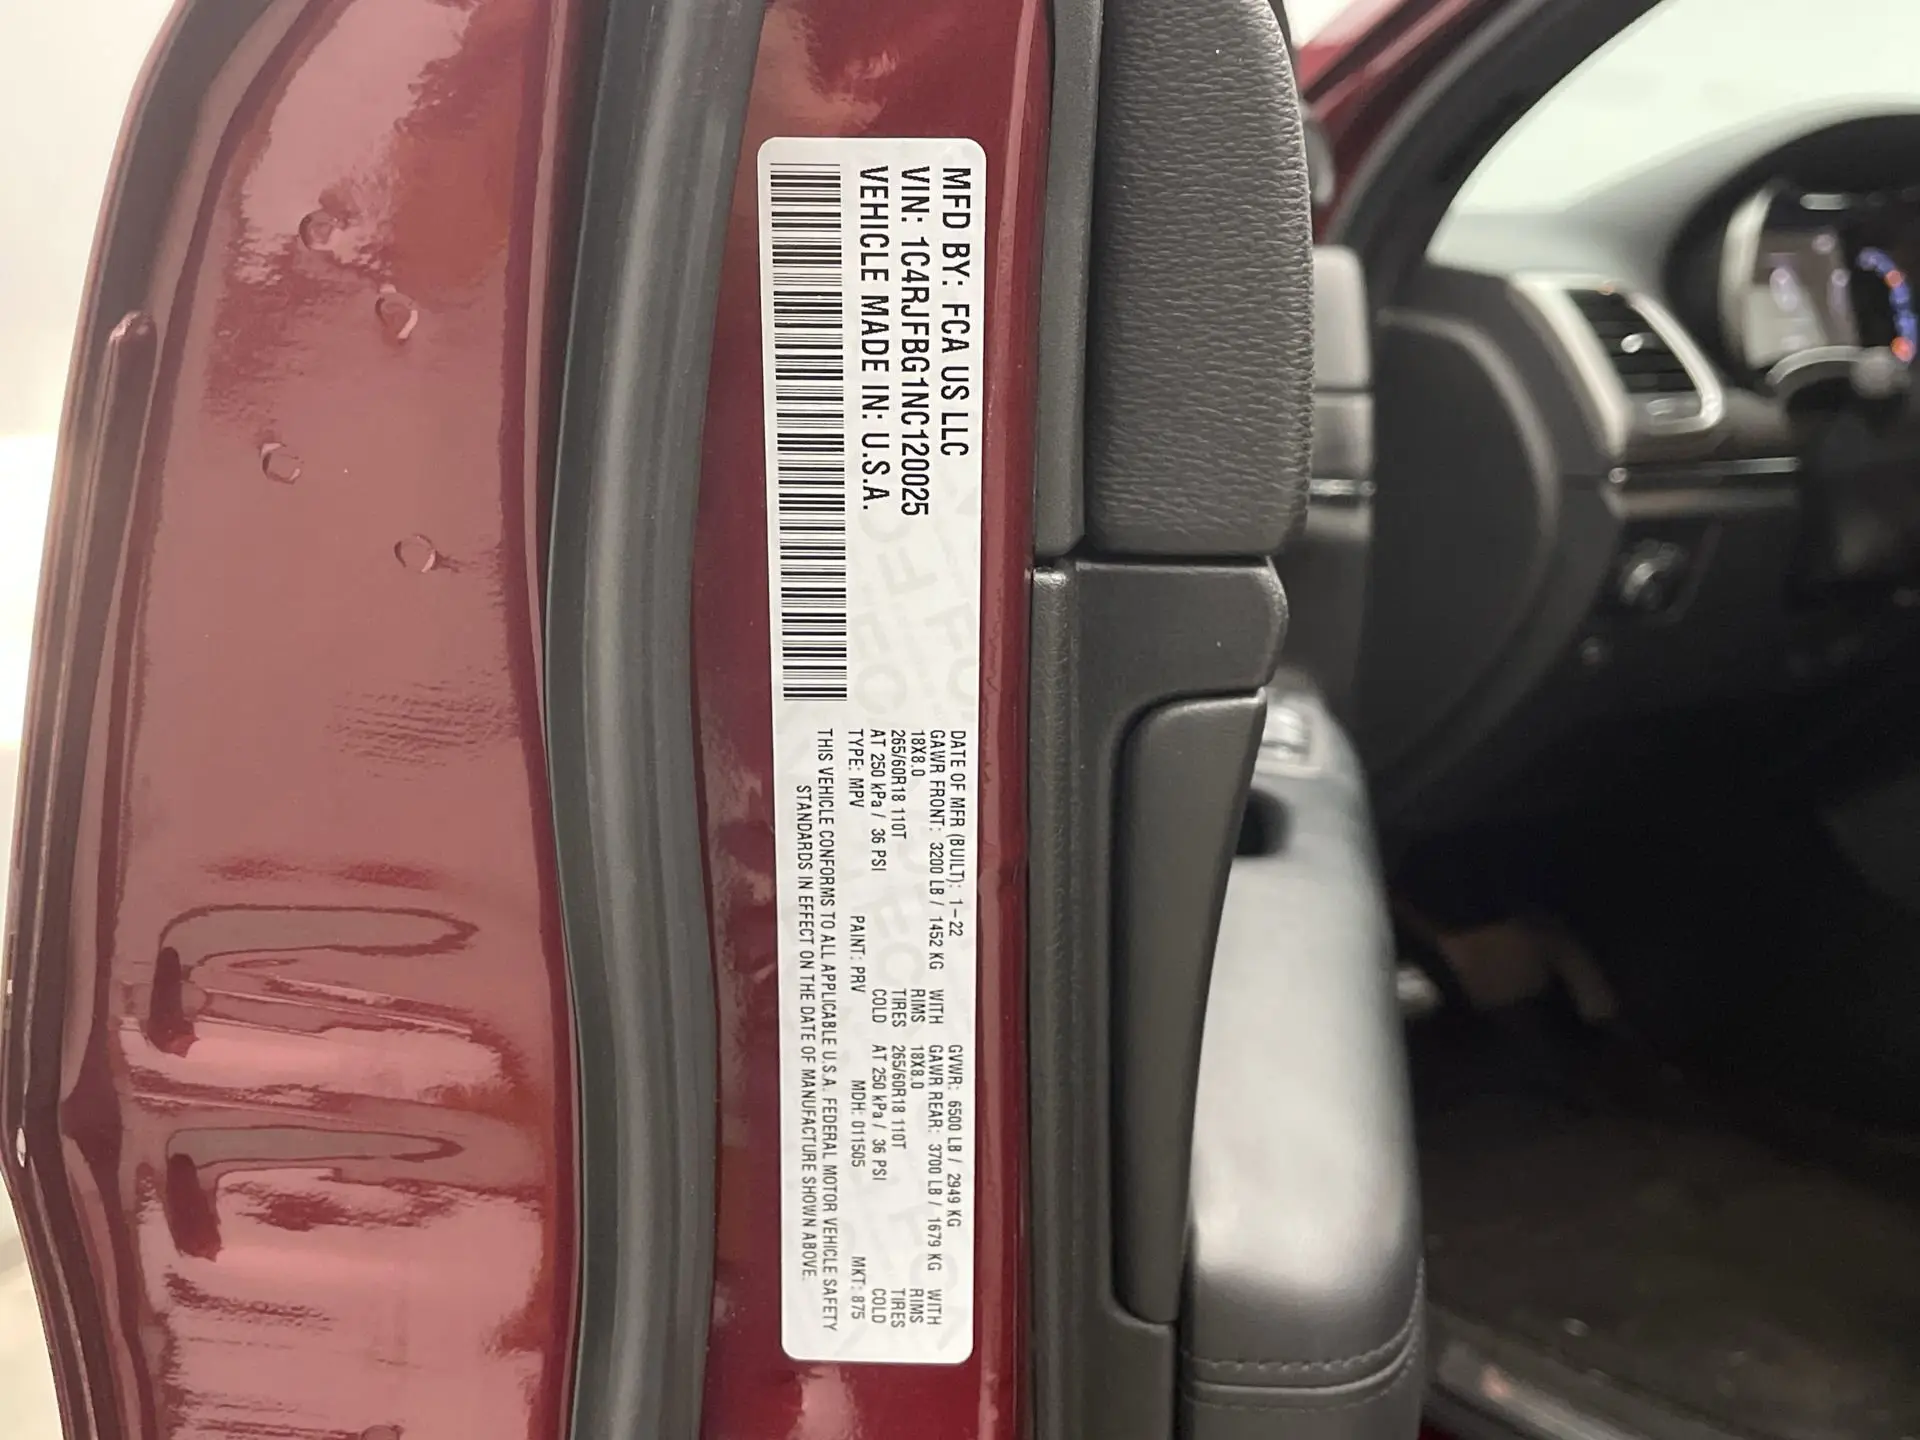 MFD BY: FCA US LLC
VIN: 1C4RJFBG1NC120025
VEHICLE MADE IN: U.S.A.
DATE OF MFR (BUILT): 1-22 GVWR: 6500 LB / 2949 KG
GAWR FRONT: 3200 LB / 1452 KG WITH GAWR REAR: 3700 LB / 1679 KG WITH
18X8.0 RIMS 18X8.0 RIMS
265/60R18 110T TIRES 265/60R18 110T TIRES
AT 250 kPa / 36 PSI COLD AT 250 kPa / 36 PSI COLD
TYPE: MPV PAINT: PRV MDH: 011505 MKT: 875
THIS VEHICLE CONFORMS TO ALL APPLICABLE U.S.A. FEDERAL MOTOR VEHICLE SAFETY
STANDARDS IN EFFECT ON THE DATE OF MANUFACTURE SHOWN ABOVE.